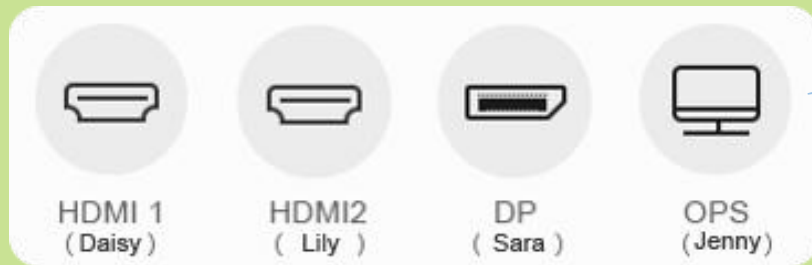 HDMI 1 HDMI2 DP OPS
(Daisy) ( Lily ) ( Sara ) (Jenny)